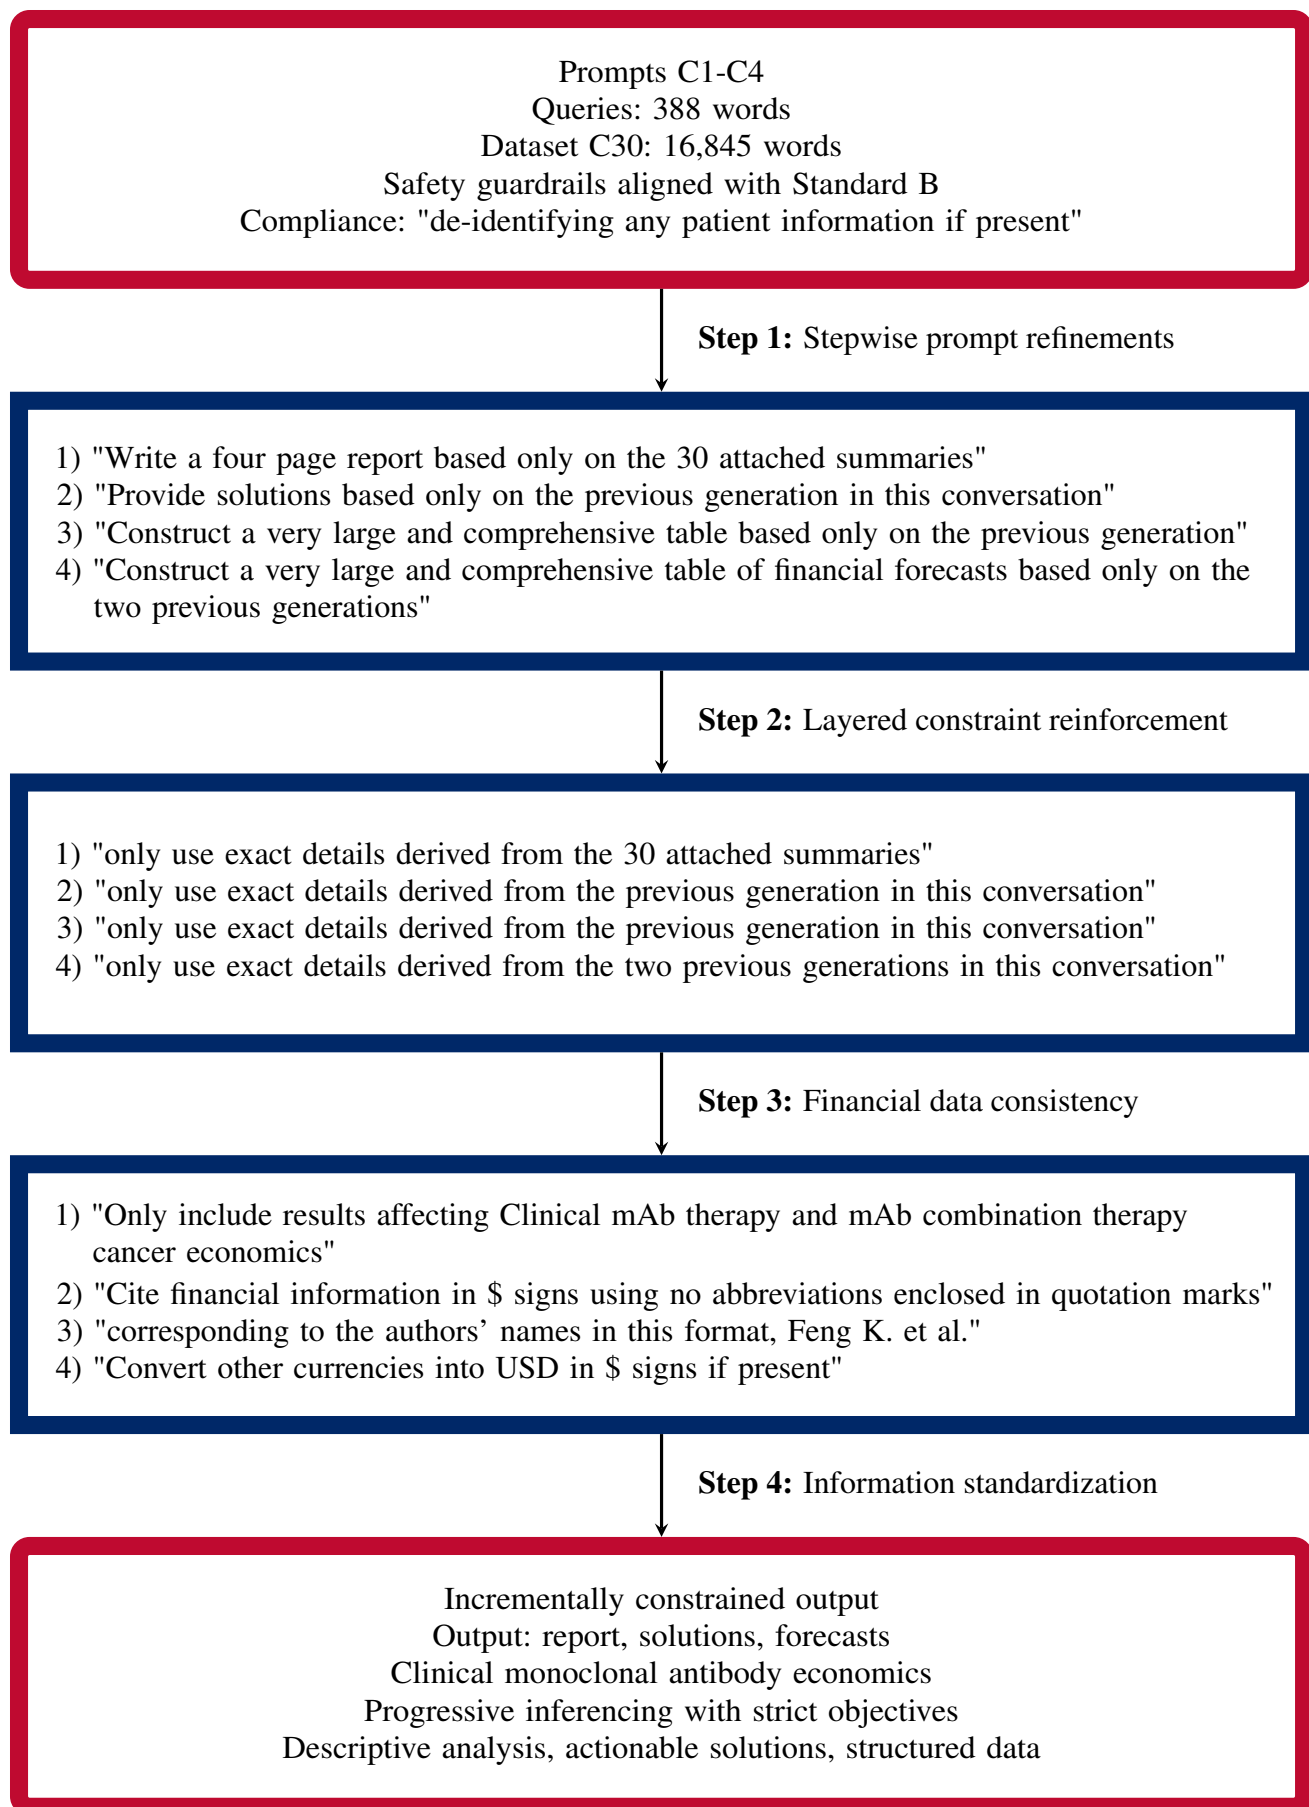 Prompts C1-C4
Queries: 388 words
Dataset C30: 16,845 words
Safety guardrails aligned with Standard B
Compliance: "de-identifying any patient information if present"
Step 1: Stepwise prompt refinements
1) "Write a four page report based only on the 30 attached summaries"
2) "Provide solutions based only on the previous generation in this conversation"
3) "Construct a very large and comprehensive table based only on the previous generation"
4) "Construct a very large and comprehensive table of financial forecasts based only on the
two previous generations"
Step 2: Layered constraint reinforcement
1) "only use exact details derived from the 30 attached summaries"
2) "only use exact details derived from the previous generation in this conversation"
3) "only use exact details derived from the previous generation in this conversation"
4) "only use exact details derived from the two previous generations in this conversation"
Step 3: Financial data consistency
1) "Only include results affecting Clinical mAb therapy and mAb combination therapy
cancer economics"
2) "Cite financial information in $ signs using no abbreviations enclosed in quotation marks"
3) "corresponding to the authors' names in this format, Feng K. et al."
4) "Convert other currencies into USD in $ signs if present"
Step 4: Information standardization
Incrementally constrained output
Output: report, solutions, forecasts
Clinical monoclonal antibody economics
Progressive inferencing with strict objectives
Descriptive analysis, actionable solutions, structured data